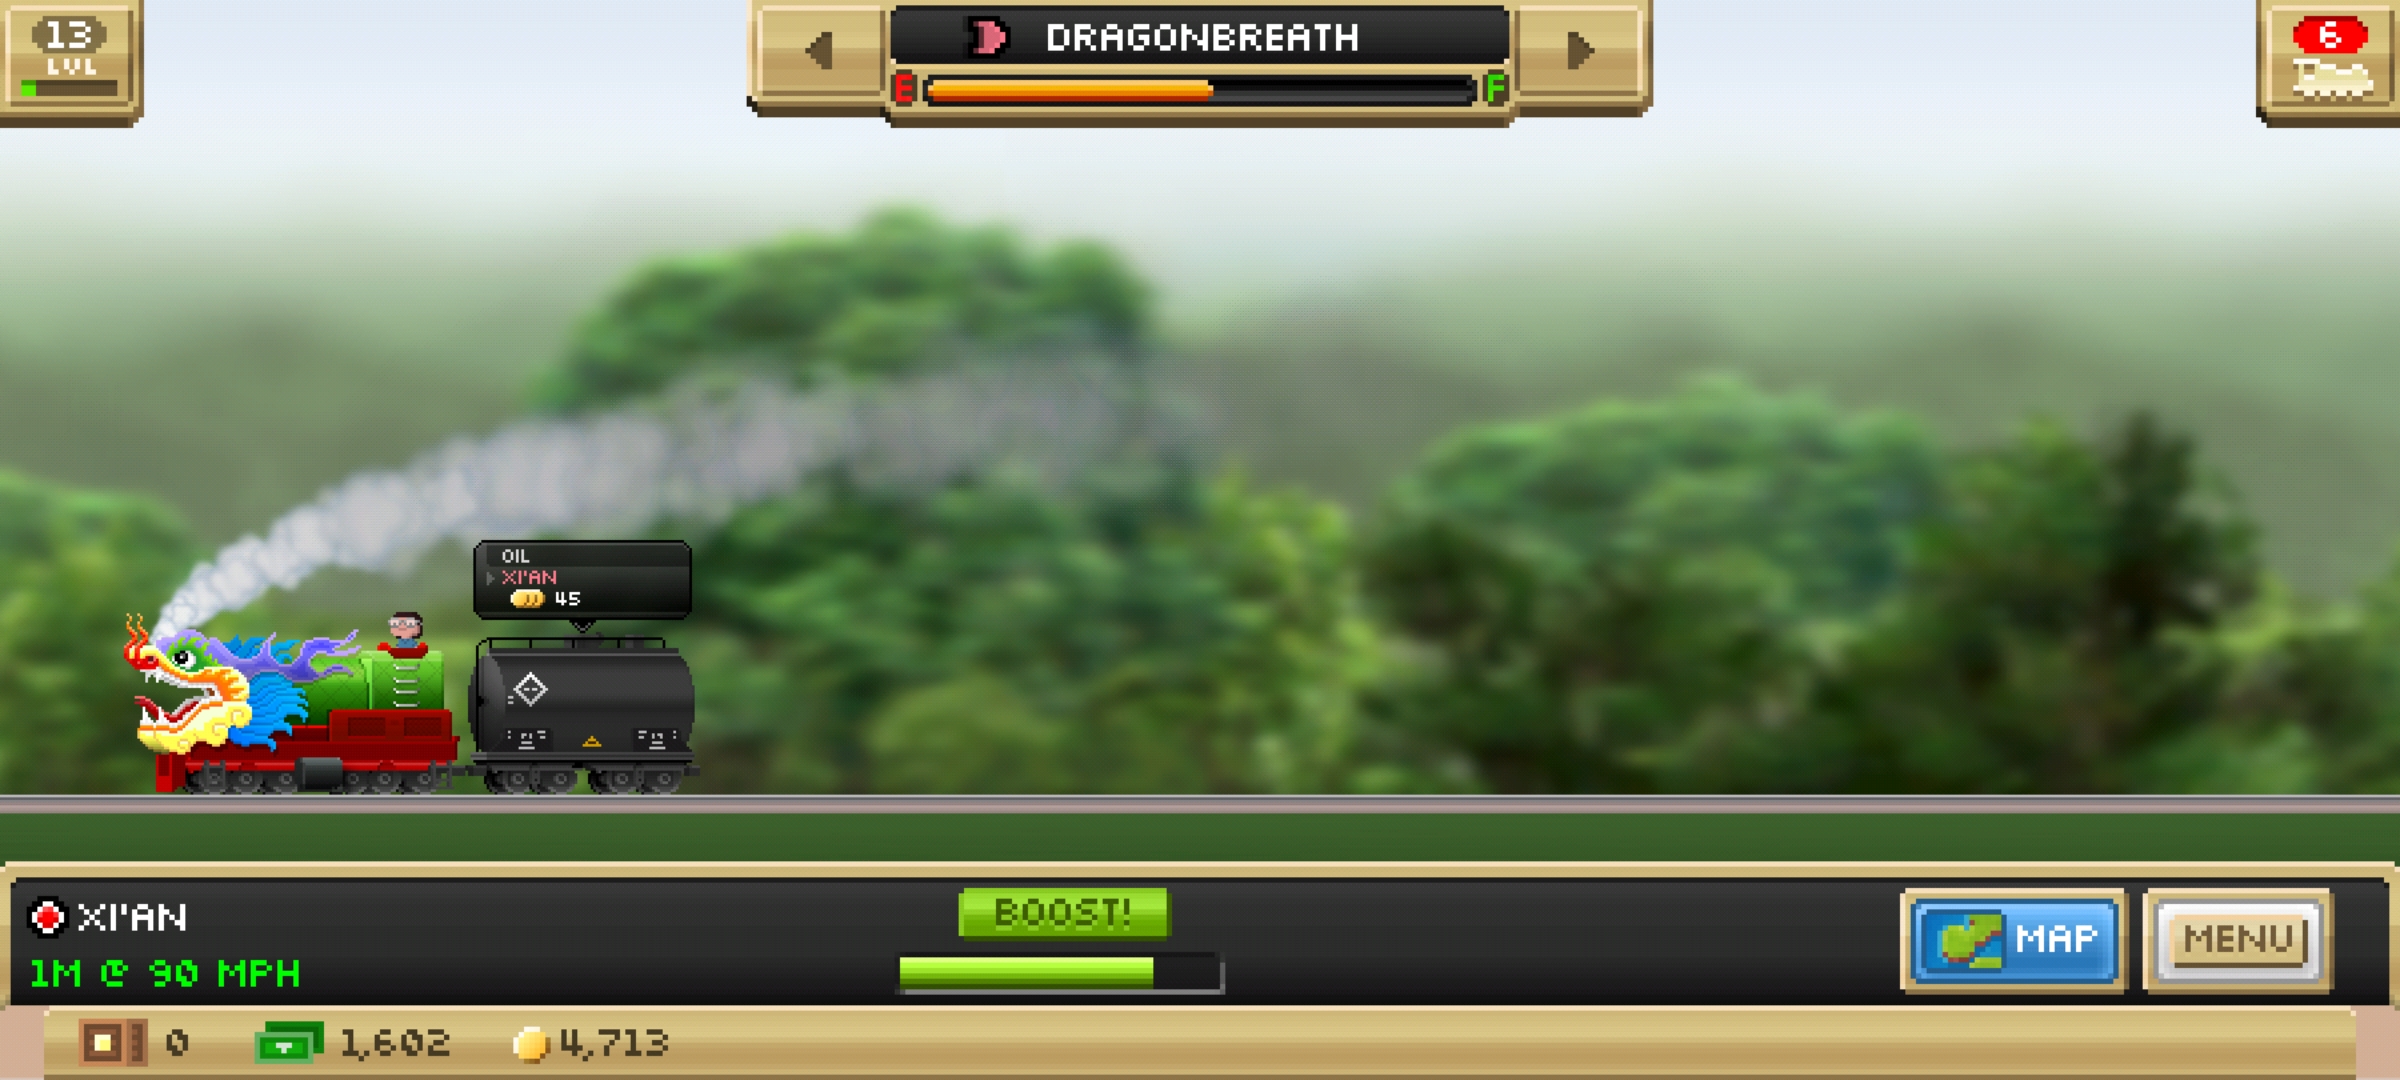 13
LVL
DRAGONBREATH
E F
6
OIL
XI'AN
45
XI'AN
1M @ 90 MPH
BOOST!
MAP
MENU
0
1,602
4,713